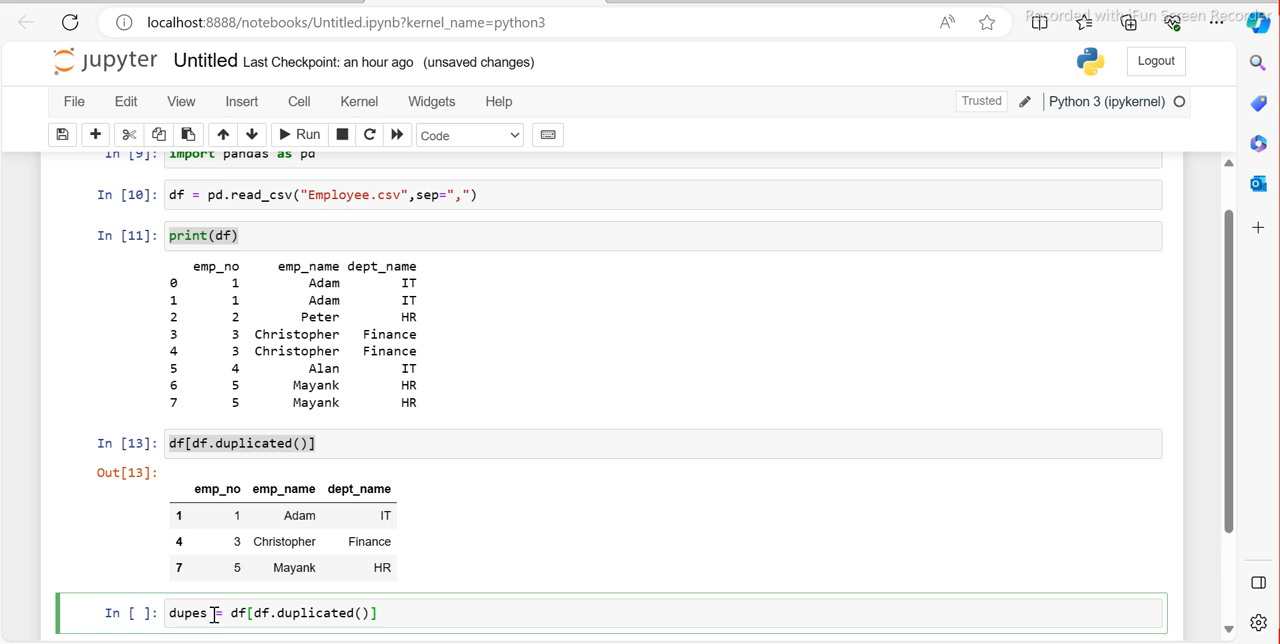 localhost:8888/notebooks/Untitled.ipynb?kernel_name=python3
Recorded with iFun Screen Recorder
jupyter Untitled Last Checkpoint: an hour ago (unsaved changes)
Logout
File Edit View Insert Cell Kernel Widgets Help
Trusted Python 3 (ipykernel)
Run Code
In [9]: import pandas as pd
In [10]: df = pd.read_csv("Employee.csv",sep=",")
In [11]: print(df)
emp_no emp_name dept_name
0 1 Adam IT
1 1 Adam IT
2 2 Peter HR
3 3 Christopher Finance
4 3 Christopher Finance
5 4 Alan IT
6 5 Mayank HR
7 5 Mayank HR
In [13]: df[df.duplicated()]
Out[13]:
emp_no emp_name dept_name
1 1 Adam IT
4 3 Christopher Finance
7 5 Mayank HR
In [ ]: dupes = df[df.duplicated()]